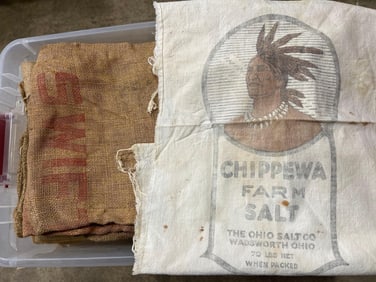 SWIF
CHIPPEWA
FARM
SALT
THE OHIO SALT CO
WADSWORTH OHIO
70 LBS NET
WHEN PACKED